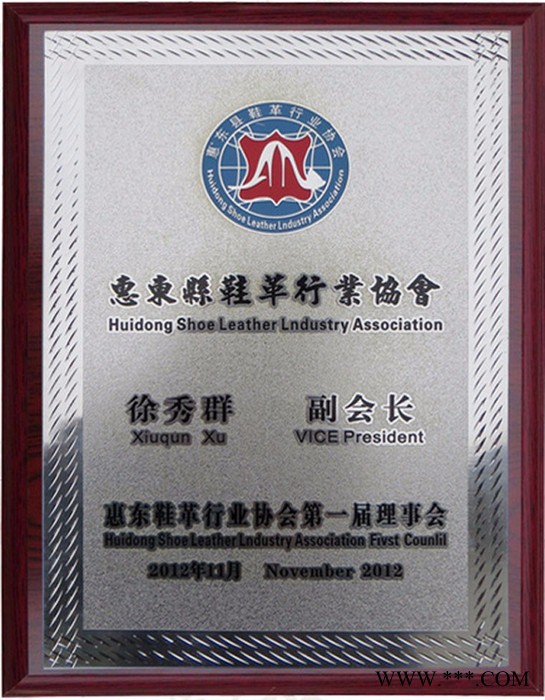 惠东县鞋革行业协会
Huidong Shoe Leather Lndustry Association
惠東縣鞋革行業協會
Huidong Shoe Leather Lndustry Association
徐秀群 副会长
Xiuqun Xu VICE President
惠东鞋革行业协会第一届理事会
Huidong Shoe Leather Lndustry Association Fivst Counlil
2012年11月 November 2012
WWW.***.COM